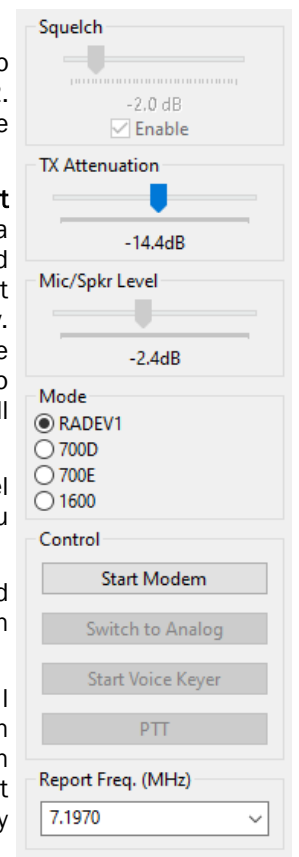 Squelch
-2.0 dB
Enable
TX Attenuation
-14.4dB
Mic/Spkr Level
-2.4dB
Mode
RADEV1
700D
700E
1600
Control
Start Modem
Switch to Analog
Start Voice Keyer
PTT
Report Freq. (MHz)
7.1970